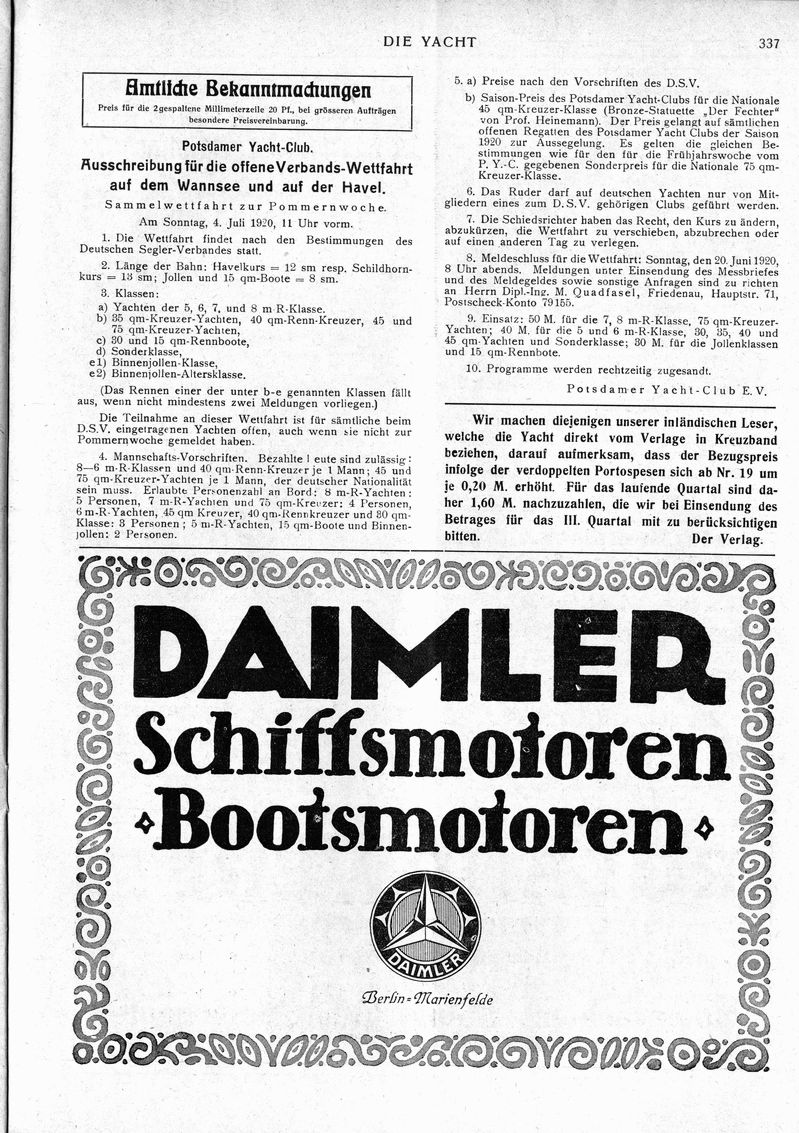 DIE YACHT
337
Amtliche Bekanntmachungen
Preis für die 2gespaltene Millimeterzeile 20 Pf., bei grösseren Aufträgen
besondere Preisvereinbarung.
Potsdamer Yacht-Club.
Ausschreibung für die offene Verbands-Wettfahrt
auf dem Wannsee und auf der Havel.
Sammelwettfahrt zur Pommernwoche.
Am Sonntag, 4. Juli 1920, 11 Uhr vorm.
1. Die Wettfahrt findet nach den Bestimmungen des
Deutschen Segler-Verbandes statt.
2. Länge der Bahn: Havelkurs = 12 sm resp. Schildhorn-
kurs = 13 sm; Jollen und 15 qm-Boote = 8 sm.
3. Klassen:
a) Yachten der 5, 6, 7, und 8 m R-Klasse.
b) 35 qm-Kreuzer-Yachten, 40 qm-Renn-Kreuzer, 45 und
75 qm-Kreuzer-Yachten,
c) 30 und 15 qm-Rennboote,
d) Sonderklasse,
e1) Binnenjollen-Klasse,
e2) Binnenjollen-Altersklasse.
(Das Rennen einer der unter b-e genannten Klassen fällt
aus, wenn nicht mindestens zwei Meldungen vorliegen.)
Die Teilnahme an dieser Wettfahrt ist für sämtliche beim
D.S.V. eingetragenen Yachten offen, auch wenn sie nicht zur
Pommernwoche gemeldet haben.
4. Mannschafts-Vorschriften. Bezahlte Leute sind zulässig:
8—6 m-R-Klassen und 40 qm-Renn-Kreuzer je 1 Mann; 45 und
75 qm-Kreuzer-Yachten je 1 Mann, der deutscher Nationalität
sein muss. Erlaubte Personenzahl an Bord: 8 m-R-Yachten:
5 Personen, 7 m-R-Yachten und 75 qm-Kreuzer: 4 Personen,
6 m-R-Yachten, 45 qm Kreuzer, 40 qm-Rennkreuzer und 30 qm-
Klasse: 3 Personen; 5 m-R-Yachten, 15 qm-Boote und Binnen-
jollen: 2 Personen.
5. a) Preise nach den Vorschriften des D.S.V.
b) Saison-Preis des Potsdamer Yacht-Clubs für die Nationale
45 qm-Kreuzer-Klasse (Bronze-Statuette „Der Fechter“
von Prof. Heinemann). Der Preis gelangt auf sämtlichen
offenen Regatten des Potsdamer Yacht Clubs der Saison
1920 zur Aussegelung. Es gelten die gleichen Be-
stimmungen wie für den für die Frühjahrswoche vom
P. Y.-C. gegebenen Sonderpreis für die Nationale 75 qm-
Kreuzer-Klasse.
6. Das Ruder darf auf deutschen Yachten nur von Mit-
gliedern eines zum D.S.V. gehörigen Clubs geführt werden.
7. Die Schiedsrichter haben das Recht, den Kurs zu ändern,
abzukürzen, die Wettfahrt zu verschieben, abzubrechen oder
auf einen anderen Tag zu verlegen.
8. Meldeschluss für die Wettfahrt: Sonntag, den 20. Juni 1920,
8 Uhr abends. Meldungen unter Einsendung des Messbriefes
und des Meldegeldes sowie sonstige Anfragen sind zu richten
an Herrn Dipl.-Ing. M. Quadfasel, Friedenau, Hauptstr. 71,
Postscheck-Konto 79155.
9. Einsatz: 50 M. für die 7, 8 m-R-Klasse, 75 qm-Kreuzer-
Yachten; 40 M. für die 5 und 6 m-R-Klasse, 30, 35, 40 und
45 qm-Yachten und Sonderklasse; 30 M. für die Jollenklassen
und 15 qm-Rennbote.
10. Programme werden rechtzeitig zugesandt.
Potsdamer Yacht-Club E.V.
Wir machen diejenigen unserer inländischen Leser,
welche die Yacht direkt vom Verlage in Kreuzband
beziehen, darauf aufmerksam, dass der Bezugspreis
infolge der verdoppelten Portospesen sich ab Nr. 19 um
je 0,20 M. erhöht. Für das laufende Quartal sind da-
her 1,60 M. nachzuzahlen, die wir bei Einsendung des
Betrages für das III. Quartal mit zu berücksichtigen
bitten. Der Verlag.
DAIMLER
Schiffsmotoren
Bootsmotoren
DAIMLER
Berlin=Marienfelde